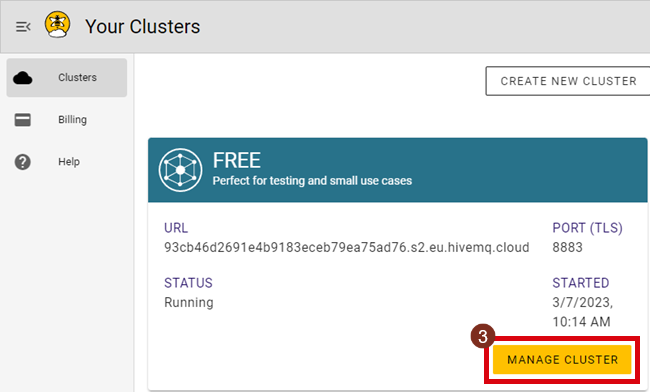 Your Clusters
Clusters
CREATE NEW CLUSTER
Billing
Help
FREE
Perfect for testing and small use cases
URL
93cb46d2691e4b9183eceb79ea75ad76.s2.eu.hivemq.cloud
PORT (TLS)
8883
STATUS
Running
STARTED
3/7/2023,
10:14 AM
3
MANAGE CLUSTER